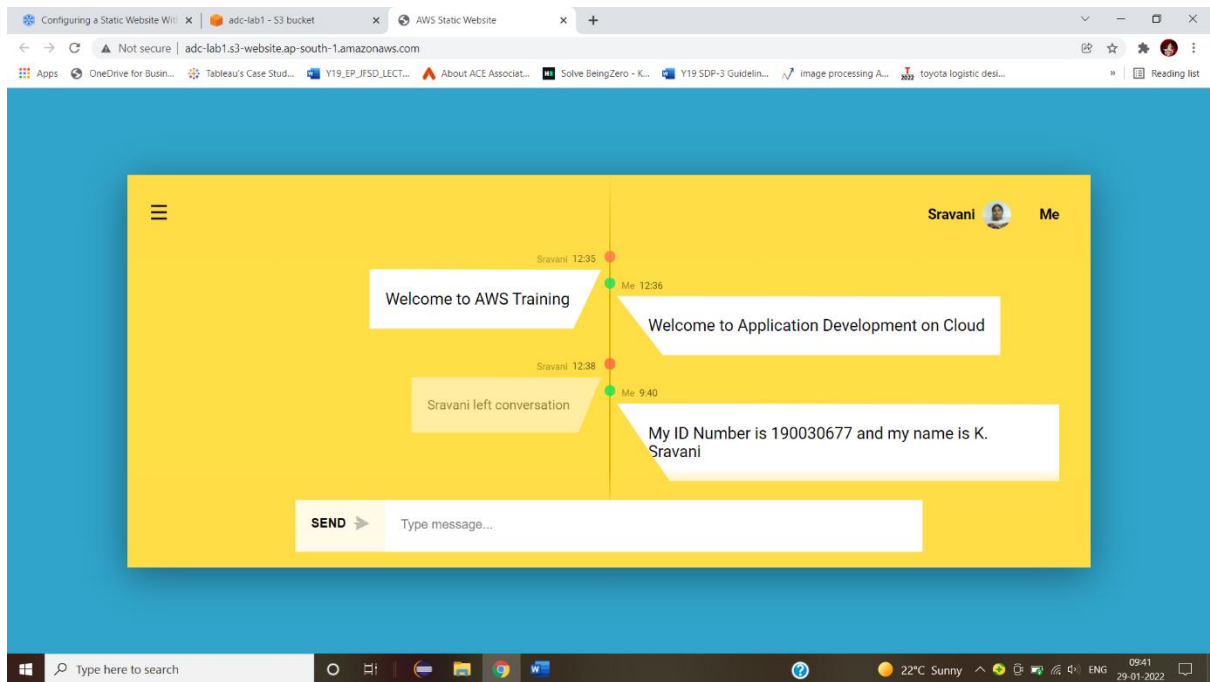 Configuring a Static Website Wit
adc-lab1 - S3 bucket
AWS Static Website
Not secure | adc-lab1.s3-website.ap-south-1.amazonaws.com
Apps OneDrive for Busin... Tableau's Case Stud... Y19_EP_JFSD_LECT... About ACE Associat... Solve BeingZero - K... Y19 SDP-3 Guidelin... image processing A... toyota logistic desi... » Reading list
Sravani Me
Sravani 12:35
Welcome to AWS Training
Me 12:36
Welcome to Application Development on Cloud
Sravani 12:38
Sravani left conversation
Me 9:40
My ID Number is 190030677 and my name is K.
Sravani
SEND Type message...
Type here to search
22°C Sunny ENG 09:41
29-01-2022